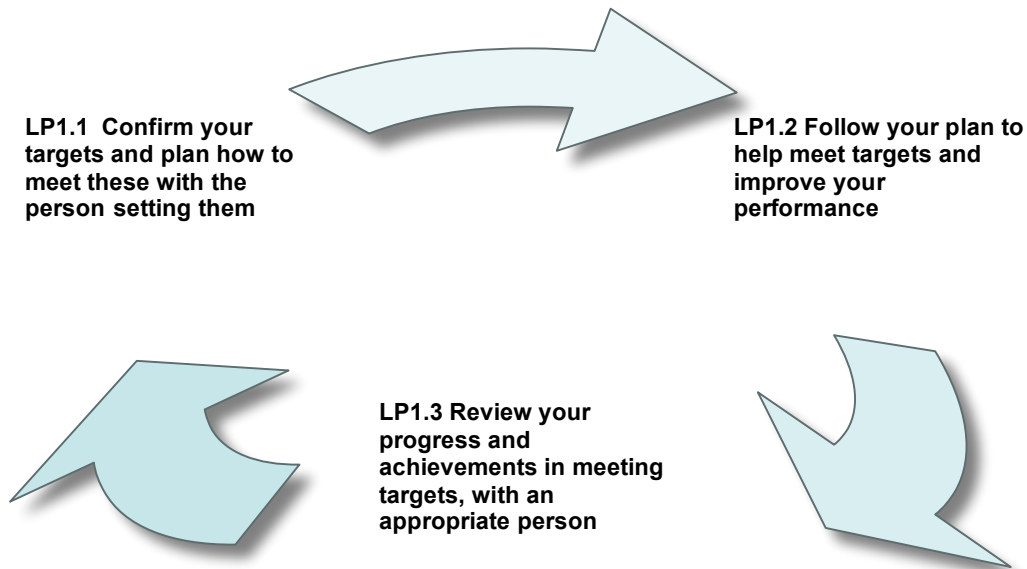 LP1.1 Confirm your
targets and plan how to
meet these with the
person setting them
LP1.2 Follow your plan to
help meet targets and
improve your
performance
LP1.3 Review your
progress and
achievements in meeting
targets, with an
appropriate person